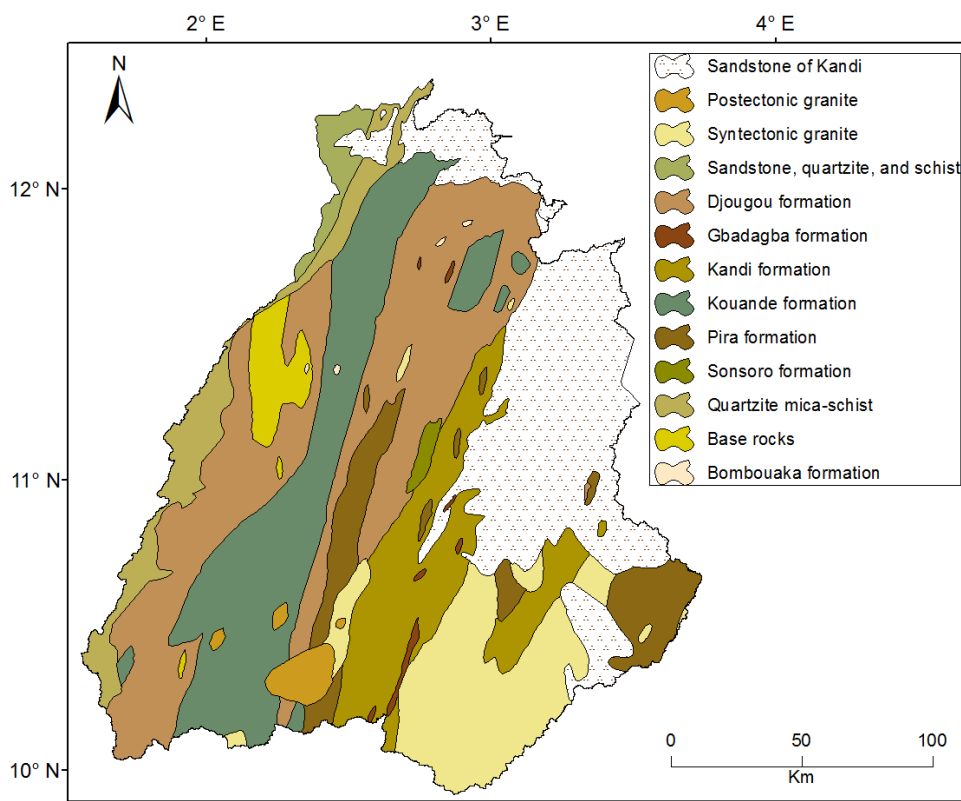 2° E
3° E
4° E
N
12° N
11° N
10° N
Sandstone of Kandi
Postectonic granite
Syntectonic granite
Sandstone, quartzite, and schist
Djougou formation
Gbadagba formation
Kandi formation
Kouande formation
Pira formation
Sonsoro formation
Quartzite mica-schist
Base rocks
Bombouaka formation
0 50 100
Km